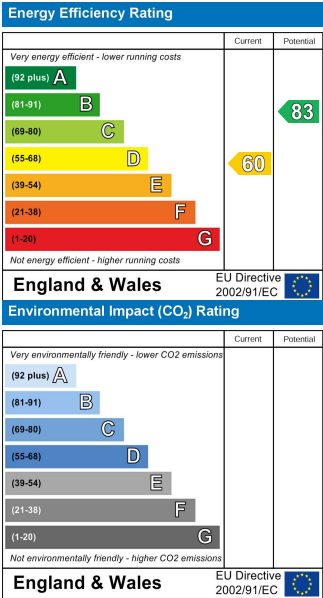 Energy Efficiency Rating
Current Potential
Very energy efficient - lower running costs
(92 plus) A
(81-91) B
83
(69-80) C
(55-68) D
60
(39-54) E
(21-38) F
(1-20) G
Not energy efficient - higher running costs
England & Wales
EU Directive
2002/91/EC
Environmental Impact (CO₂) Rating
Current Potential
Very environmentally friendly - lower CO2 emissions
(92 plus) A
(81-91) B
(69-80) C
(55-68) D
(39-54) E
(21-38) F
(1-20) G
Not environmentally friendly - higher CO2 emissions
England & Wales
EU Directive
2002/91/EC